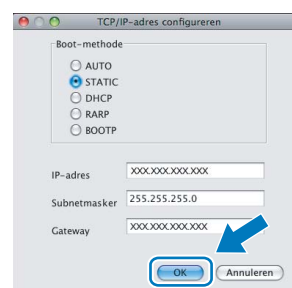 TCP/IP-adres configureren
Boot-methode
AUTO
STATIC
DHCP
RARP
BOOTP
IP-adres XXX.XXX.XXX.XXX
Subnetmasker 255.255.255.0
Gateway XXX.XXX.XXX.XXX
OK Annuleren